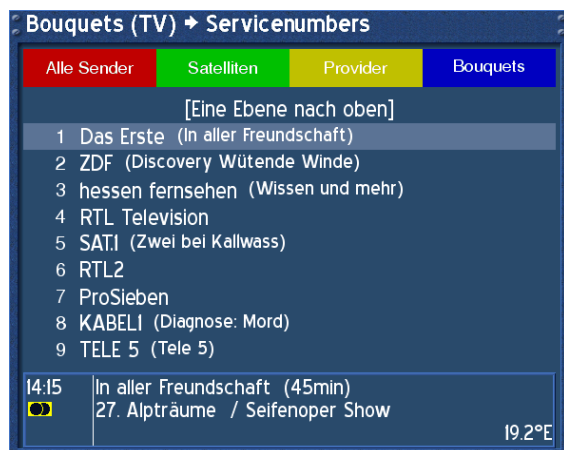 Bouquets (TV) → Servicenumbers
Alle Sender Satelliten Provider Bouquets
[Eine Ebene nach oben]
1 Das Erste (In aller Freundschaft)
2 ZDF (Discovery Wütende Winde)
3 hessen fernsehen (Wissen und mehr)
4 RTL Television
5 SAT.1 (Zwei bei Kallwass)
6 RTL2
7 ProSieben
8 KABEL1 (Diagnose: Mord)
9 TELE 5 (Tele 5)
14:15 In aller Freundschaft (45min)
27. Alpträume / Seifenoper Show
19.2°E